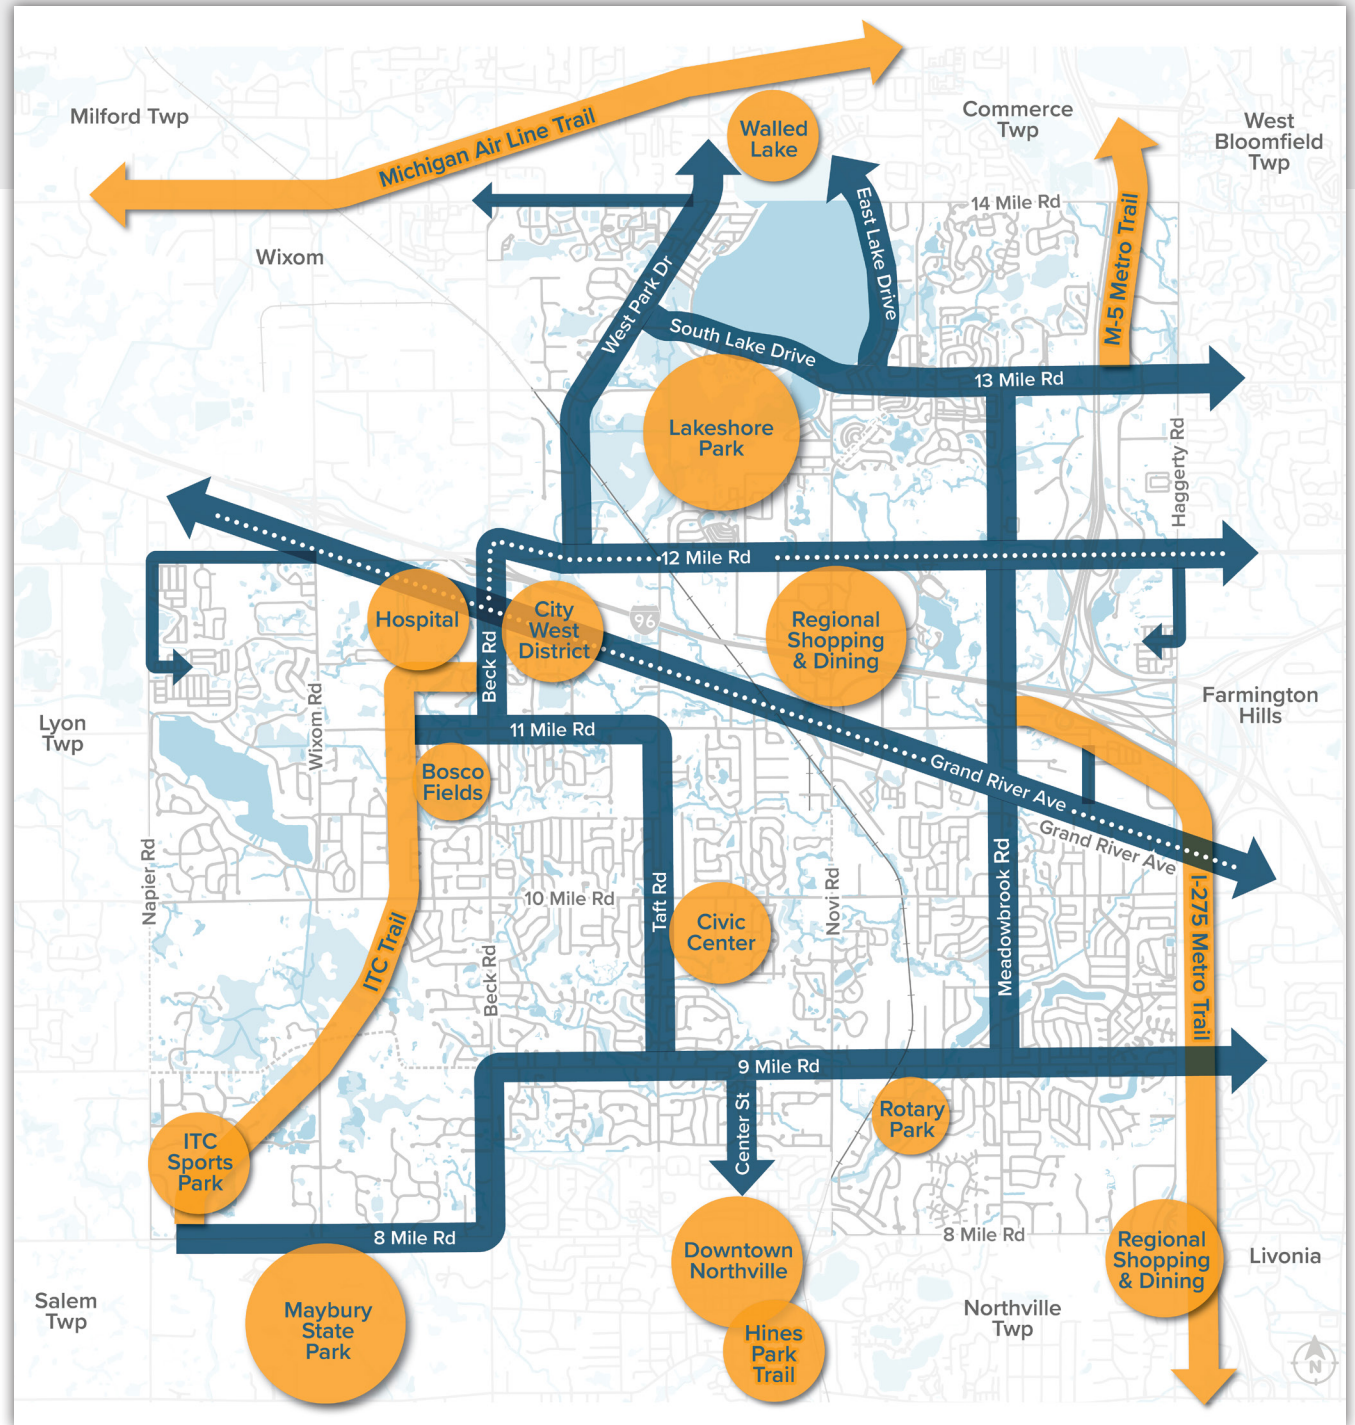 Milford Twp
Michigan Air Line Trail
Walled
Lake
Commerce
Twp
West
Bloomfield
Twp
Wixom
14 Mile Rd
M-5 Metro Trail
East Lake Drive
West Park Dr
South Lake Drive
13 Mile Rd
Lakeshore
Park
Haggerty Rd
12 Mile Rd
Hospital
City
West
District
96
Regional
Shopping
& Dining
Beck Rd
Wixom Rd
Farmington
Hills
Lyon
Twp
11 Mile Rd
Bosco
Fields
Grand River Ave
Grand River Ave
Napier Rd
10 Mile Rd
Taft Rd
Civic
Center
Novi Rd
Meadowbrook Rd
I-275 Metro Trail
ITC Trail
Beck Rd
9 Mile Rd
Center St
Rotary
Park
ITC
Sports
Park
8 Mile Rd
8 Mile Rd
Downtown
Northville
Regional
Shopping
& Dining
Livonia
Salem
Twp
Maybury
State
Park
Northville
Twp
Hines
Park
Trail
N